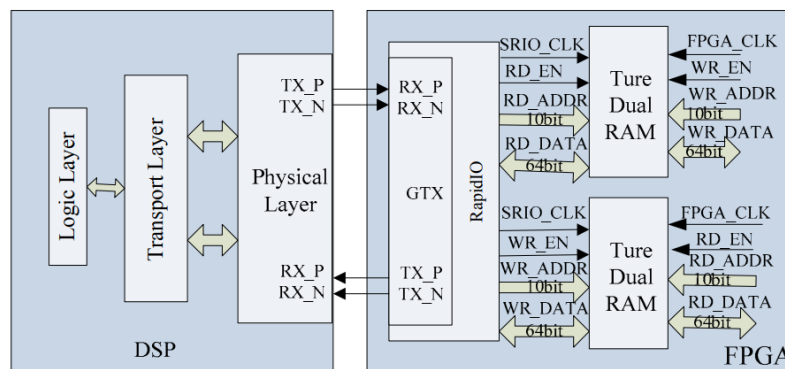 Logic Layer
Transport Layer
Physical
Layer
TX_P
TX_N
RX_P
RX_N
DSP
RX_P
RX_N
GTX
TX_P
TX_N
RapidIO
SRIO_CLK
RD_EN
RD_ADDR
10bit
RD_DATA
64bit
Ture
Dual
RAM
FPGA_CLK
WR_EN
WR_ADDR
10bit
WR_DATA
64bit
SRIO_CLK
WR_EN
WR_ADDR
10bit
WR_DATA
64bit
Ture
Dual
RAM
FPGA_CLK
RD_EN
RD_ADDR
10bit
RD_DATA
64bit
FPGA